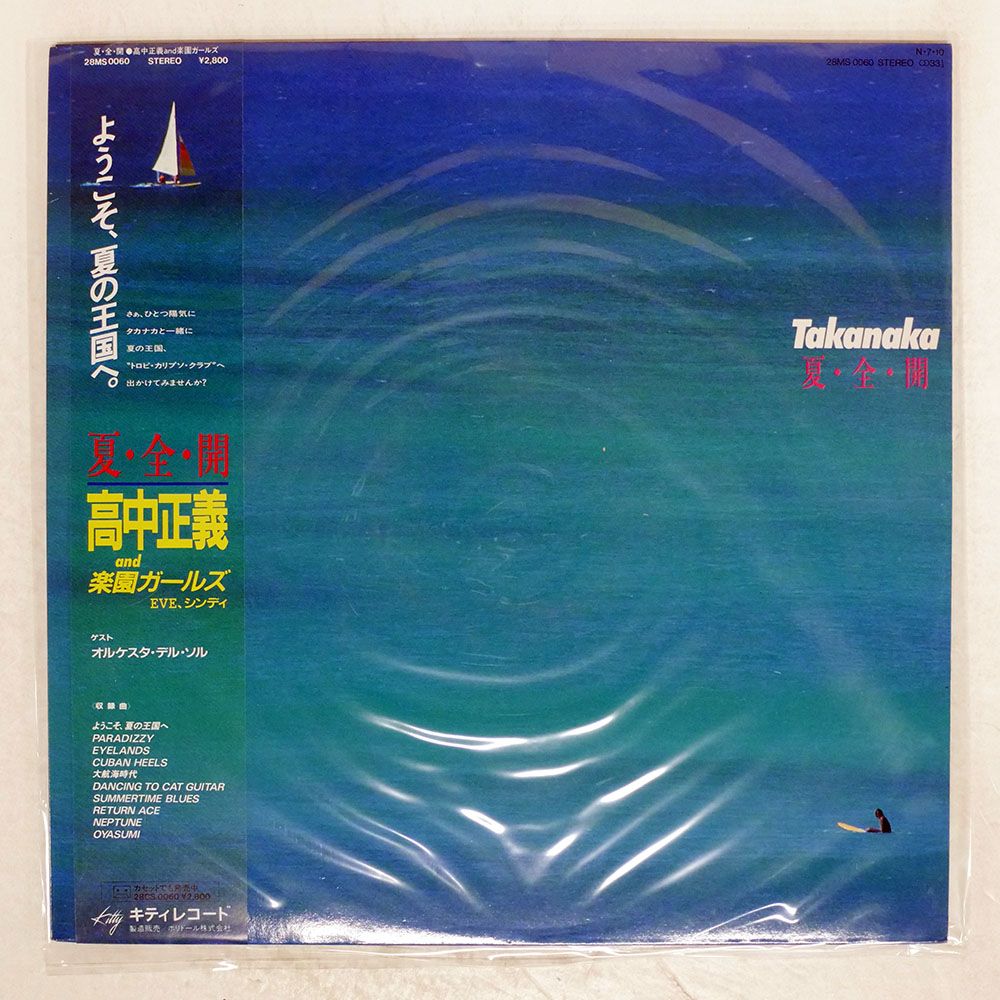 夏・全・開●高中正義and楽園ガールズ
28MS 0060 STEREO ¥2,800
ようこそ、夏の王国へ。
さぁ、ひとつ陽気に
タカナカと一緒に
夏の王国、
“トロピ・カリプソ・クラブ”へ
出かけてみませんか?
夏・全・開
高中正義
and
楽園ガールズ
EVE、シンディ
ゲスト
オルケスタ・デル・ソル
〈収録曲〉
ようこそ、夏の王国へ
PARADIZZY
EYELANDS
CUBAN HEELS
大航海時代
DANCING TO CAT GUITAR
SUMMERTIME BLUES
RETURN ACE
NEPTUNE
OYASUMI
カセットでも発売中
28CS 0060 ¥2,800
Kitty キティレコード
製造販売 ポリドール株式会社
N・7・10
28MS 0060 STEREO
Takanaka
夏・全・開